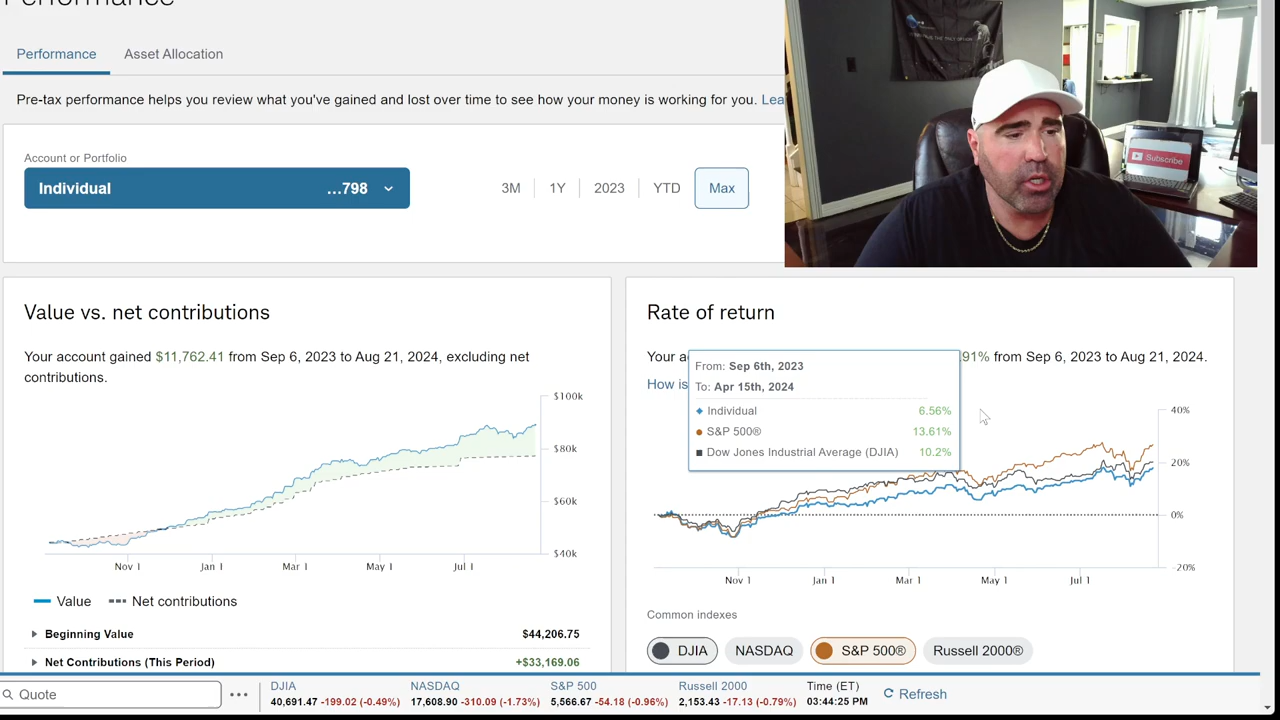 Performance
Performance Asset Allocation
Pre-tax performance helps you review what you've gained and lost over time to see how your money is working for you. Lea
Account or Portfolio
Individual ...798
3M 1Y 2023 YTD Max
Subscribe
Value vs. net contributions
Your account gained $11,762.41 from Sep 6, 2023 to Aug 21, 2024, excluding net
contributions.
$100k
$80k
$60k
$40k
Nov 1 Jan 1 Mar 1 May 1 Jul 1
Value Net contributions
Beginning Value $44,206.75
Net Contributions (This Period) +$33,169.06
Rate of return
Your a .91% from Sep 6, 2023 to Aug 21, 2024.
How is
From: Sep 6th, 2023
To: Apr 15th, 2024
Individual 6.56%
S&P 500® 13.61%
Dow Jones Industrial Average (DJIA) 10.2%
40%
20%
0%
-20%
Nov 1 Jan 1 Mar 1 May 1 Jul 1
Common indexes
DJIA NASDAQ S&P 500® Russell 2000®
Quote
DJIA NASDAQ S&P 500 Russell 2000 Time (ET)
40,691.47 -199.02 (-0.49%) 17,608.90 -310.09 (-1.73%) 5,566.67 -54.18 (-0.96%) 2,153.43 -17.13 (-0.79%) 03:44:25 PM
Refresh